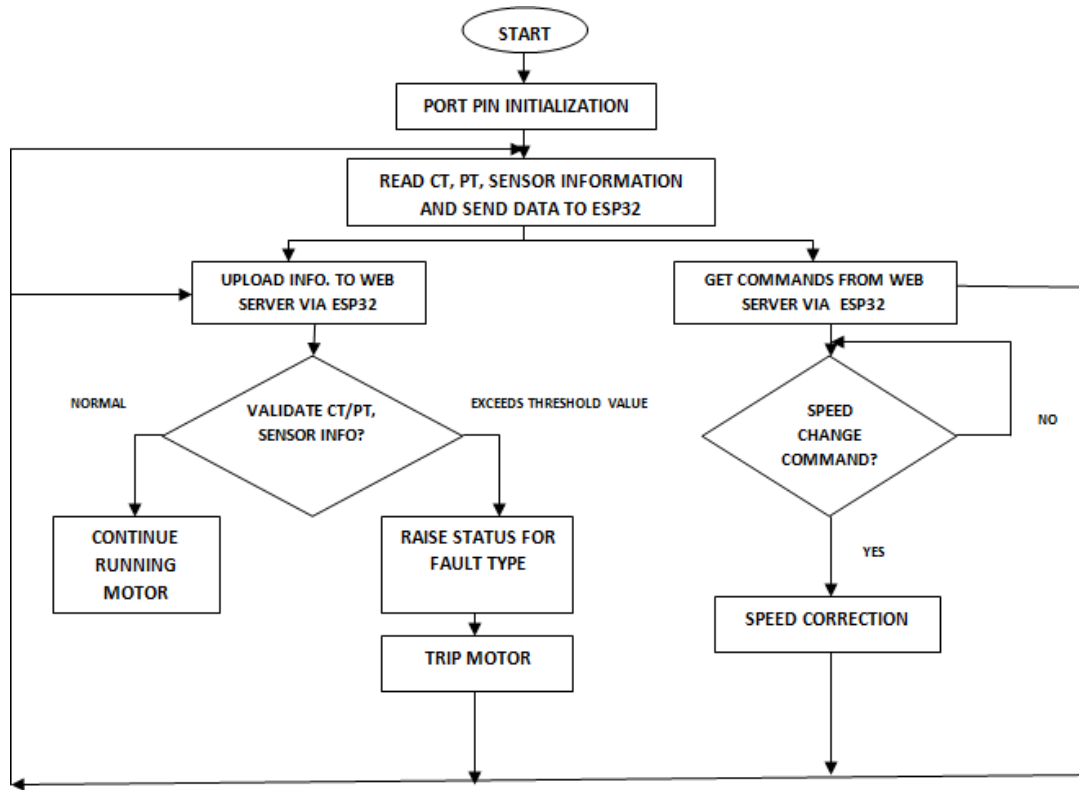 START
PORT PIN INITIALIZATION
READ CT, PT, SENSOR INFORMATION
AND SEND DATA TO ESP32
UPLOAD INFO. TO WEB
SERVER VIA ESP32
GET COMMANDS FROM WEB
SERVER VIA ESP32
NORMAL
VALIDATE CT/PT,
SENSOR INFO?
EXCEEDS THRESHOLD VALUE
SPEED
CHANGE
COMMAND?
NO
CONTINUE
RUNNING
MOTOR
RAISE STATUS FOR
FAULT TYPE
YES
TRIP MOTOR
SPEED CORRECTION